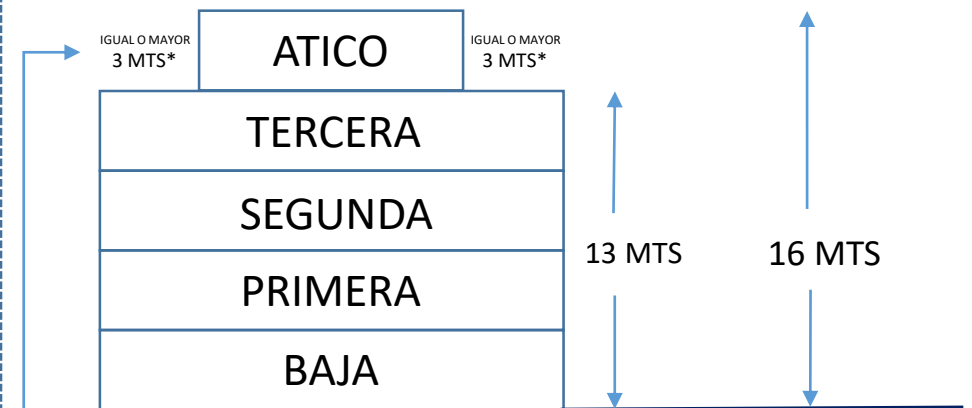 IGUAL O MAYOR
3 MTS*
ATICO
IGUAL O MAYOR
3 MTS*
TERCERA
SEGUNDA
13 MTS
16 MTS
PRIMERA
BAJA